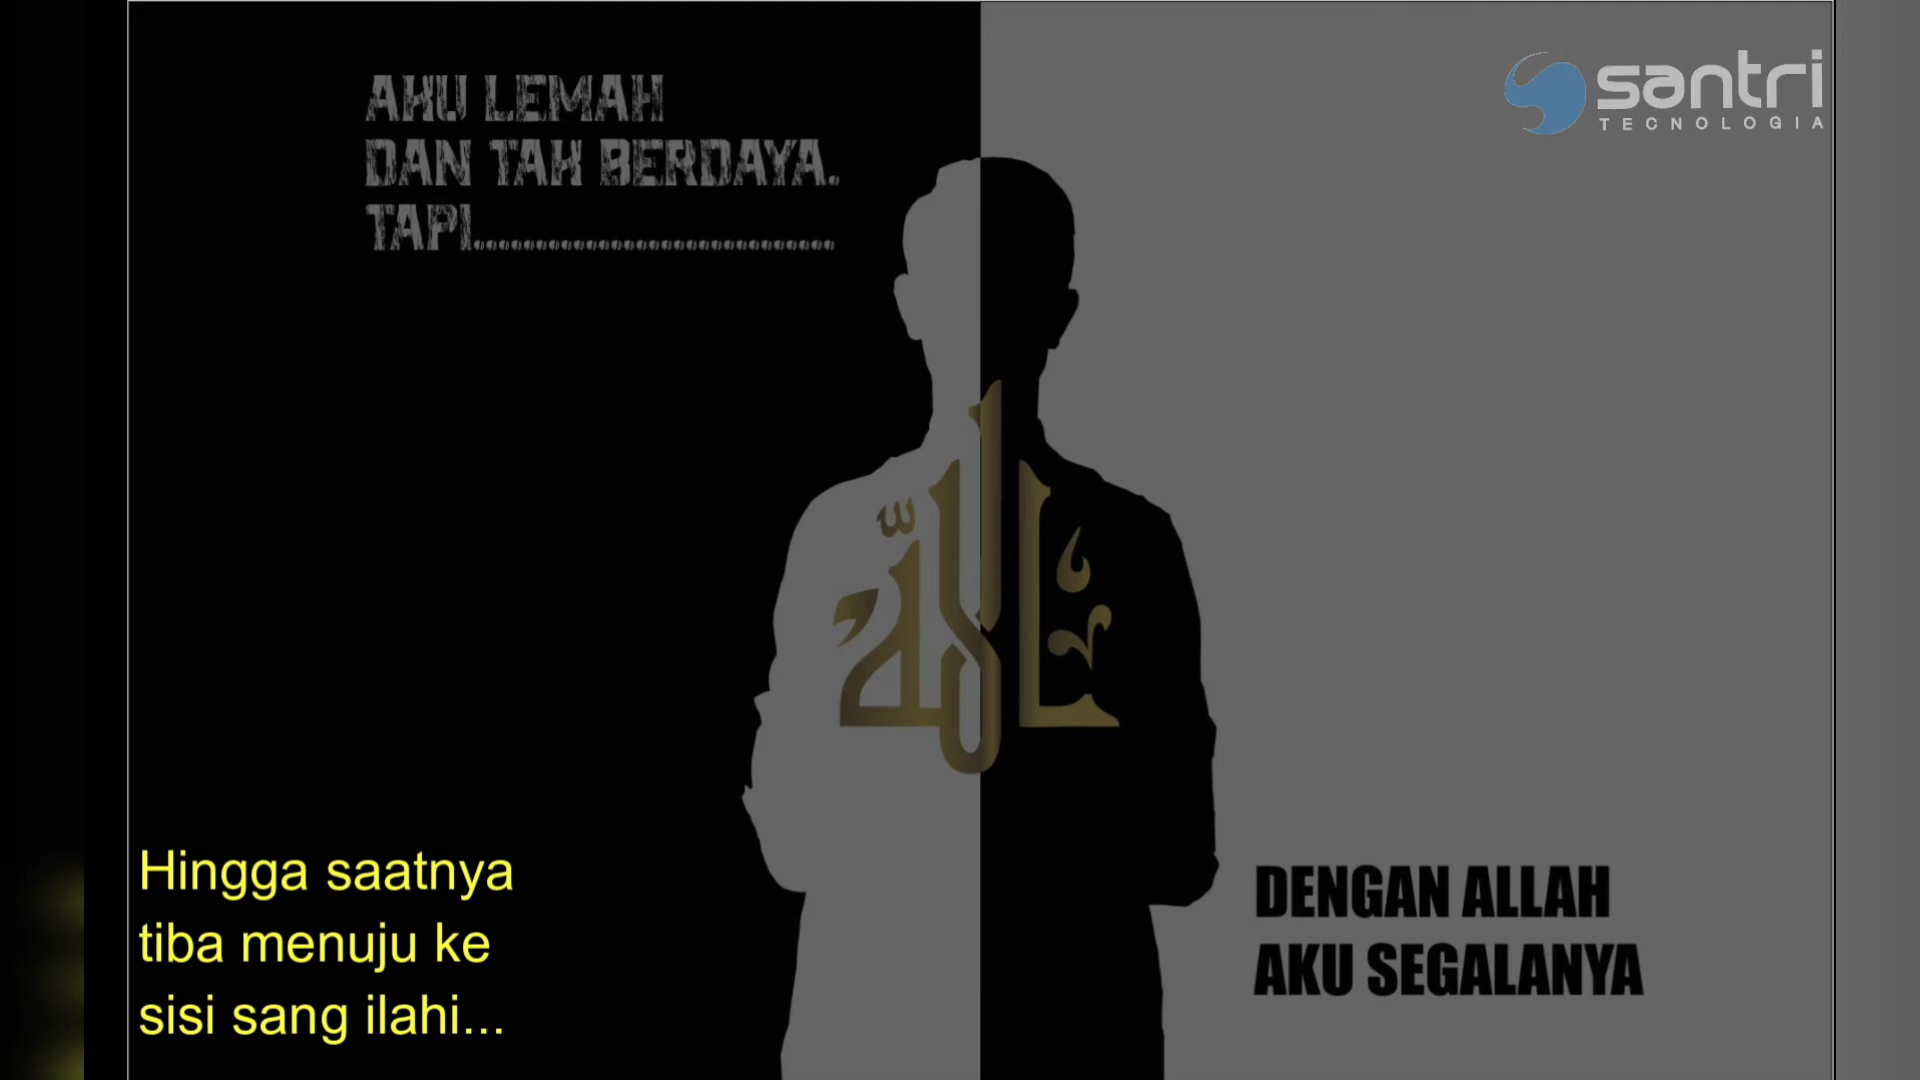 AKU LEMAH
DAN TAK BERDAYA.
TAPI.............................
santri
TECNOLOGIA
الله
Hingga saatnya
tiba menuju ke
sisi sang ilahi...
DENGAN ALLAH
AKU SEGALANYA